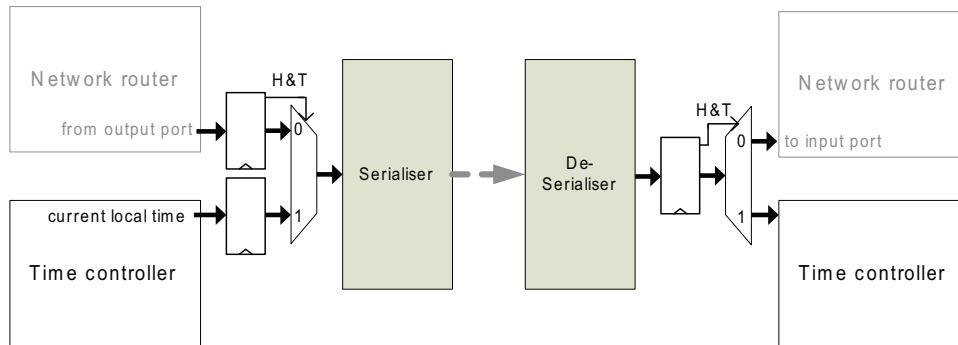 Network router
from output port
H&T
0
1
current local time
Time controller
Serialiser
De-
Serialiser
H&T
0
1
Network router
to input port
Time controller